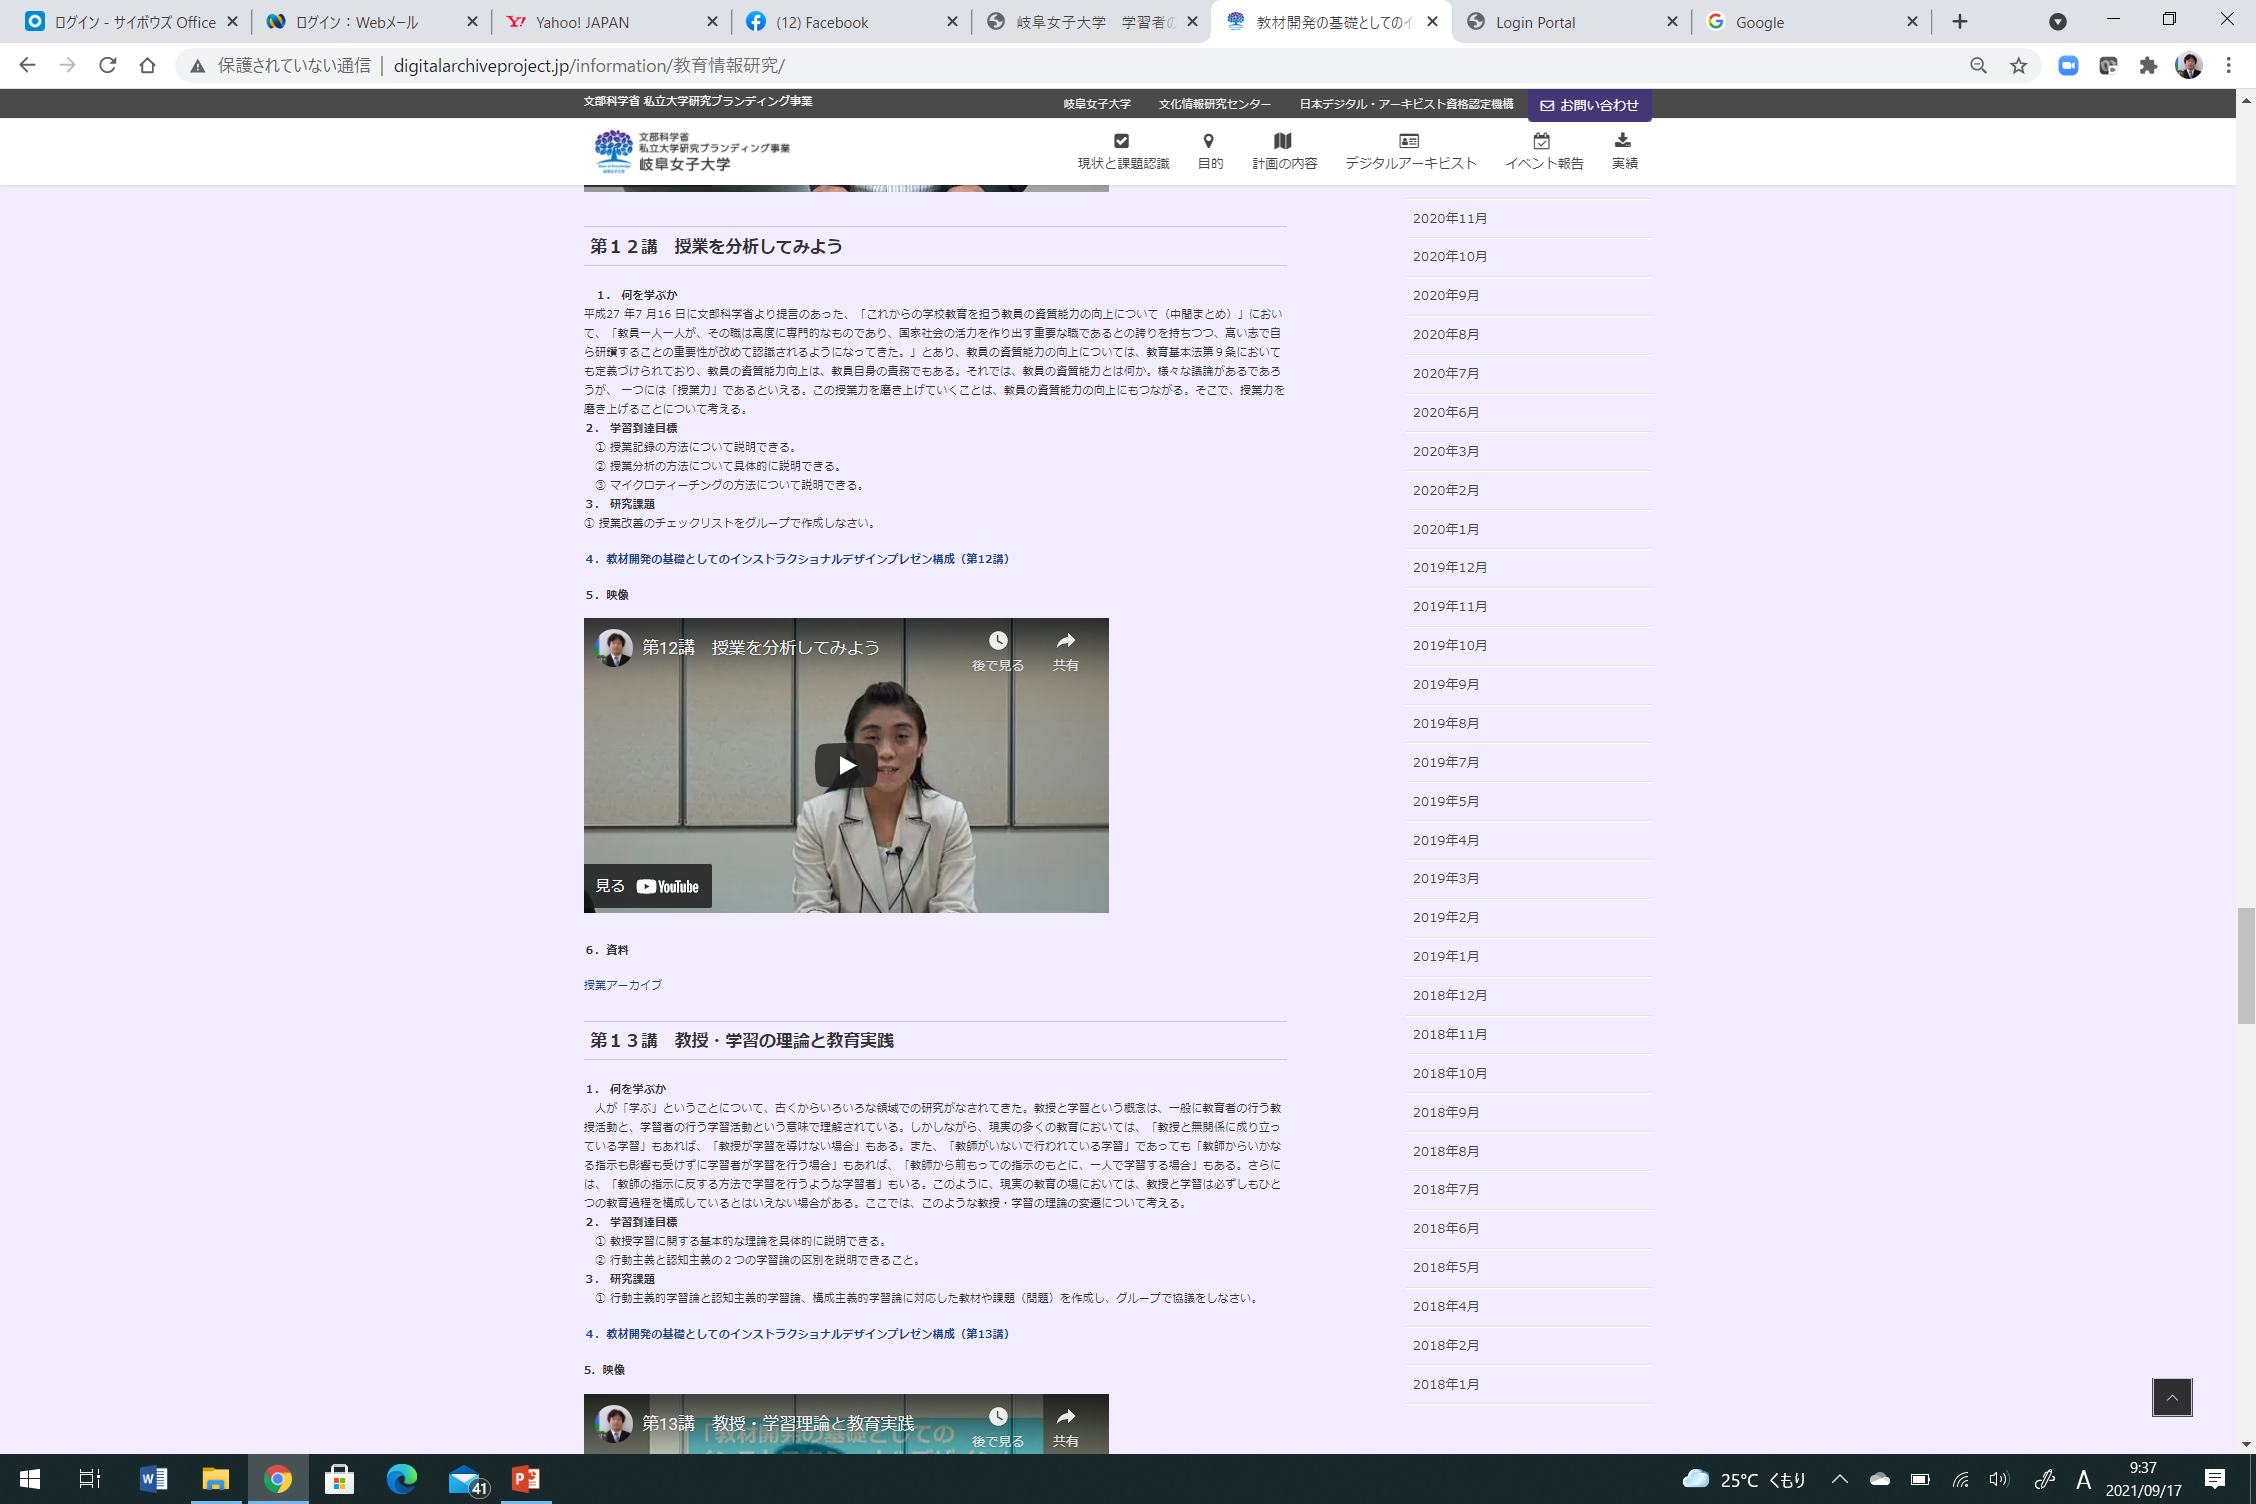 ログイン - サイボウズ Office
ログイン：Webメール
Yahoo! JAPAN
(12) Facebook
岐阜女子大学　学習者の
教材開発の基礎としてのイ
Login Portal
Google
保護されていない通信 | digitalarchiveproject.jp/information/教育情報研究/
文部科学省 私立大学研究ブランディング事業
岐阜女子大学
文化情報研究センター
日本デジタル・アーキビスト資格認定機構
お問い合わせ
文部科学省
私立大学研究ブランディング事業
岐阜女子大学
現状と課題認識
目的
計画の内容
デジタルアーキビスト
イベント報告
実績
第１２講　授業を分析してみよう
１． 何を学ぶか
平成27 年7 月16 日に文部科学省より提言のあった、「これからの学校教育を担う教員の資質能力の向上について（中間まとめ）」におい
て、「教員一人一人が、その職は高度に専門的なものであり、国家社会の活力を作り出す重要な職であるとの誇りを持ちつつ、高い志で自
ら研鑽することの重要性が改めて認識されるようになってきた。」とあり、教員の資質能力の向上については、教育基本法第９条において
も定義づけられており、教員の資質能力向上は、教員自身の責務でもある。それでは、教員の資質能力とは何か。様々な議論があるであろ
うが、 一つには「授業力」であるといえる。この授業力を磨き上げていくことは、教員の資質能力の向上にもつながる。そこで、授業力を
磨き上げることについて考える。
２． 学習到達目標
① 授業記録の方法について説明できる。
② 授業分析の方法について具体的に説明できる。
③ マイクロティーチングの方法について説明できる。
３． 研究課題
① 授業改善のチェックリストをグループで作成しなさい。
４．教材開発の基礎としてのインストラクショナルデザインプレゼン構成（第12講）
５．映像
第12講　授業を分析してみよう
後で見る
共有
見る YouTube
６．資料
授業アーカイブ
第１３講　教授・学習の理論と教育実践
１． 何を学ぶか
人が「学ぶ」ということについて、古くからいろいろな領域での研究がなされてきた。教授と学習という概念は、一般に教育者の行う教
授活動と、学習者の行う学習活動という意味で理解されている。しかしながら、現実の多くの教育においては、「教授と無関係に成り立っ
ている学習」もあれば、「教授が学習を導けない場合」もある。また、「教師がいないで行われている学習」であっても「教師からいかな
る指示も影響も受けずに学習者が学習を行う場合」もあれば、「教師から前もっての指示のもとに、一人で学習する場合」もある。さらに
は、「教師の指示に反する方法で学習を行うような学習者」もいる。このように、現実の教育の場においては、教授と学習は必ずしもひと
つの教育過程を構成しているとはいえない場合がある。ここでは、このような教授・学習の理論の変遷について考える。
２． 学習到達目標
① 教授学習に関する基本的な理論を具体的に説明できる。
② 行動主義と認知主義の２つの学習論の区別を説明できること。
３． 研究課題
① 行動主義的学習論と認知主義的学習論、構成主義的学習論に対応した教材や課題（問題）を作成し、グループで協議をしなさい。
４．教材開発の基礎としてのインストラクショナルデザインプレゼン構成（第13講）
5．映像
第13講　教授・学習理論と教育実践
後で見る
共有
「教材開発の基礎としての
2020年11月
2020年10月
2020年9月
2020年8月
2020年7月
2020年6月
2020年3月
2020年2月
2020年1月
2019年12月
2019年11月
2019年10月
2019年9月
2019年8月
2019年7月
2019年5月
2019年4月
2019年3月
2019年2月
2019年1月
2018年12月
2018年11月
2018年10月
2018年9月
2018年8月
2018年7月
2018年6月
2018年5月
2018年4月
2018年2月
2018年1月
41
25°C くもり
A
9:37
2021/09/17